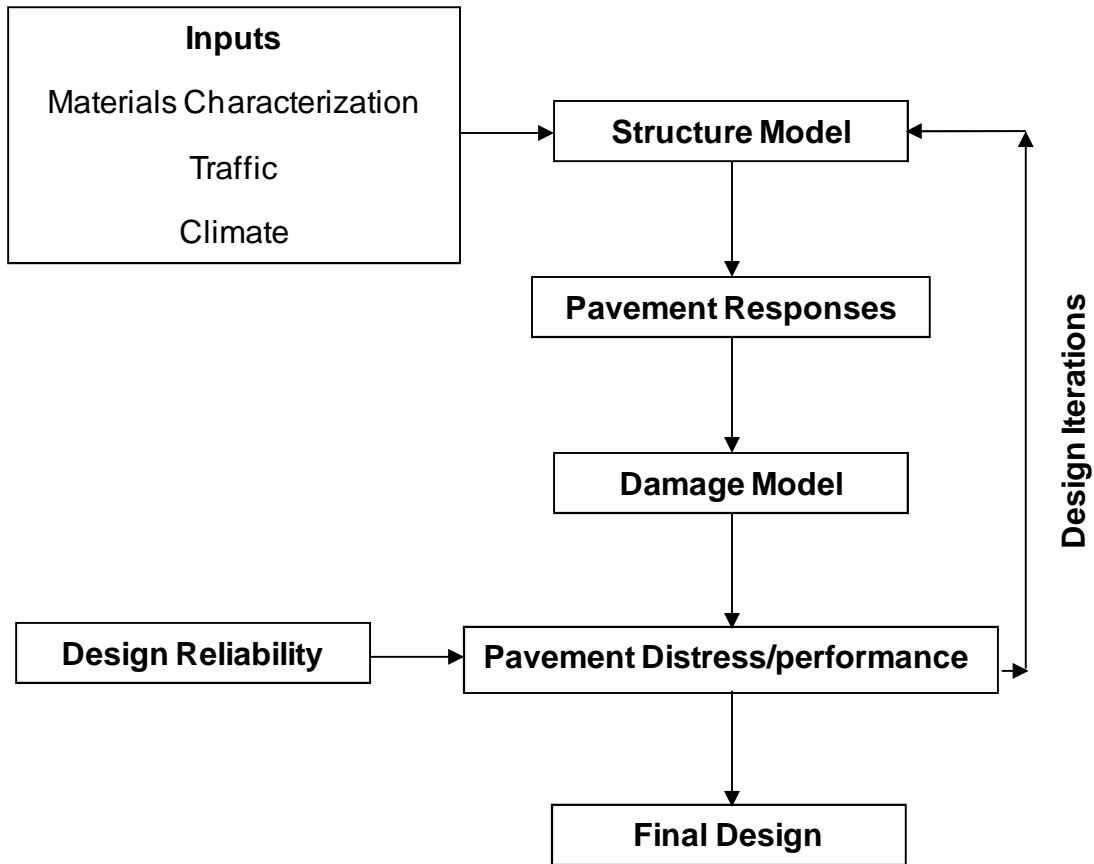 Inputs
Materials Characterization
Traffic
Climate
Structure Model
Pavement Responses
Damage Model
Design Reliability
Pavement Distress/performance
Final Design
Design Iterations